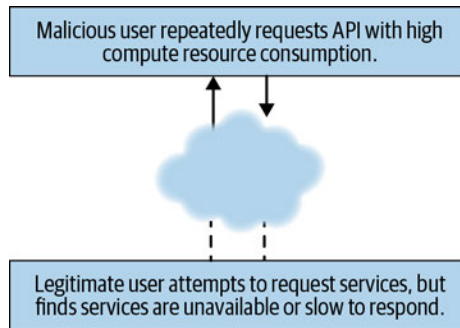 Malicious user repeatedly requests API with high
compute resource consumption.
Legitimate user attempts to request services, but
finds services are unavailable or slow to respond.